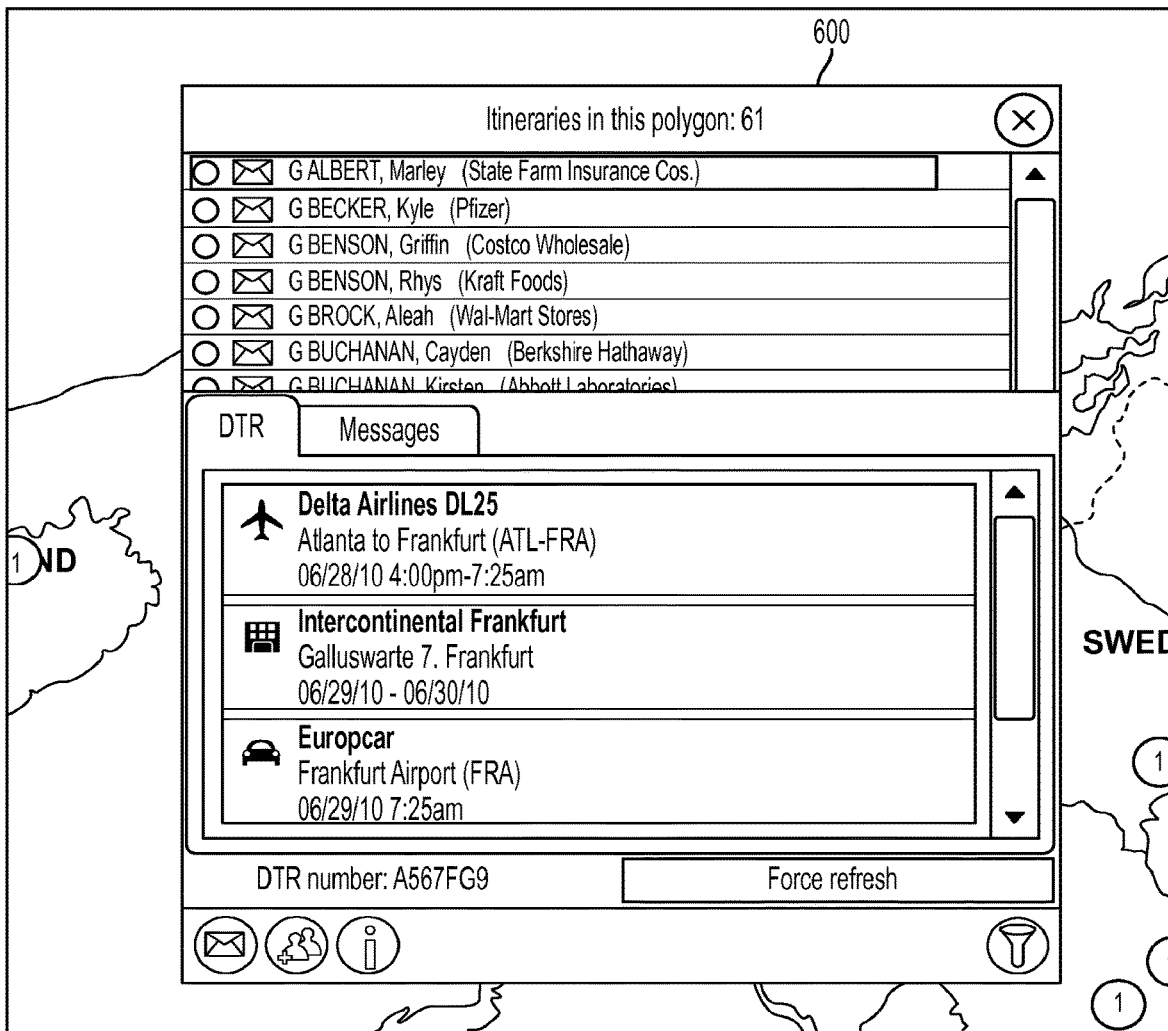 600
Itineraries in this polygon: 61
G ALBERT, Marley (State Farm Insurance Cos.)
G BECKER, Kyle (Pfizer)
G BENSON, Griffin (Costco Wholesale)
G BENSON, Rhys (Kraft Foods)
G BROCK, Aleah (Wal-Mart Stores)
G BUCHANAN, Cayden (Berkshire Hathaway)
G BUCHANAN, Kirsten (Abbott Laboratories)
DTR
Messages
Delta Airlines DL25
Atlanta to Frankfurt (ATL-FRA)
06/28/10 4:00pm-7:25am
Intercontinental Frankfurt
Galluswarte 7. Frankfurt
06/29/10 - 06/30/10
Europcar
Frankfurt Airport (FRA)
06/29/10 7:25am
DTR number: A567FG9
Force refresh
1
ND
SWED
1
1